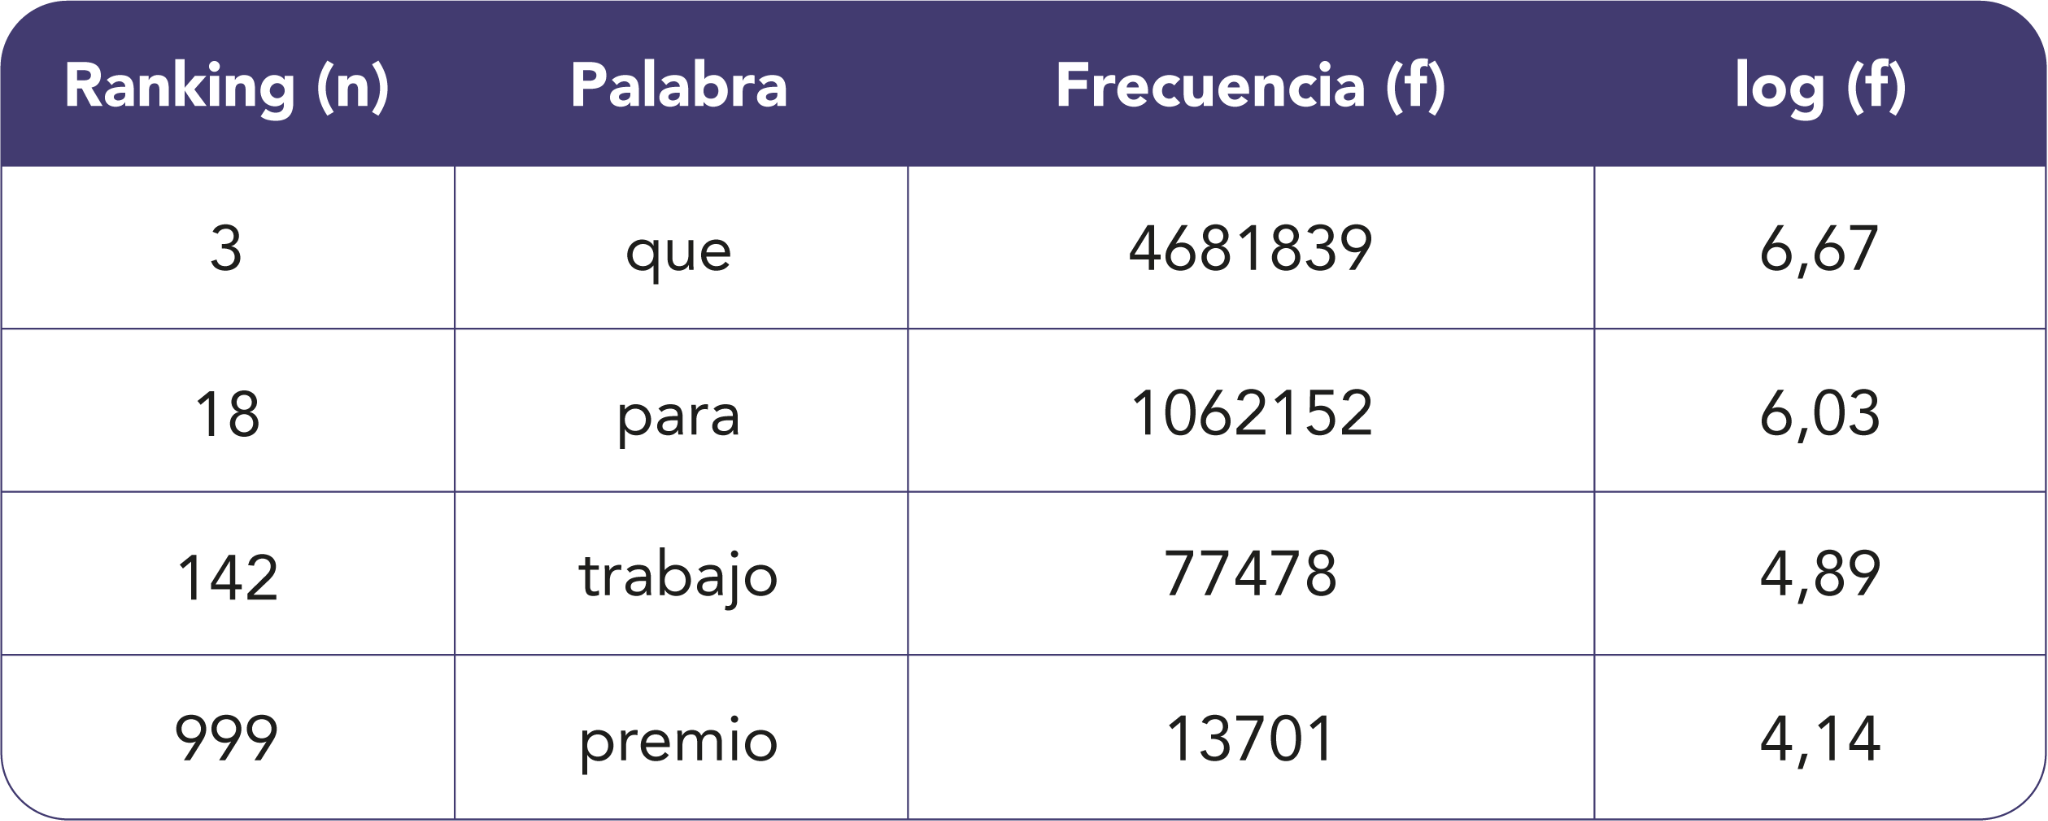 Ranking (n) Palabra Frecuencia (f) log (f)
3 que 4681839 6,67
18 para 1062152 6,03
142 trabajo 77478 4,89
999 premio 13701 4,14